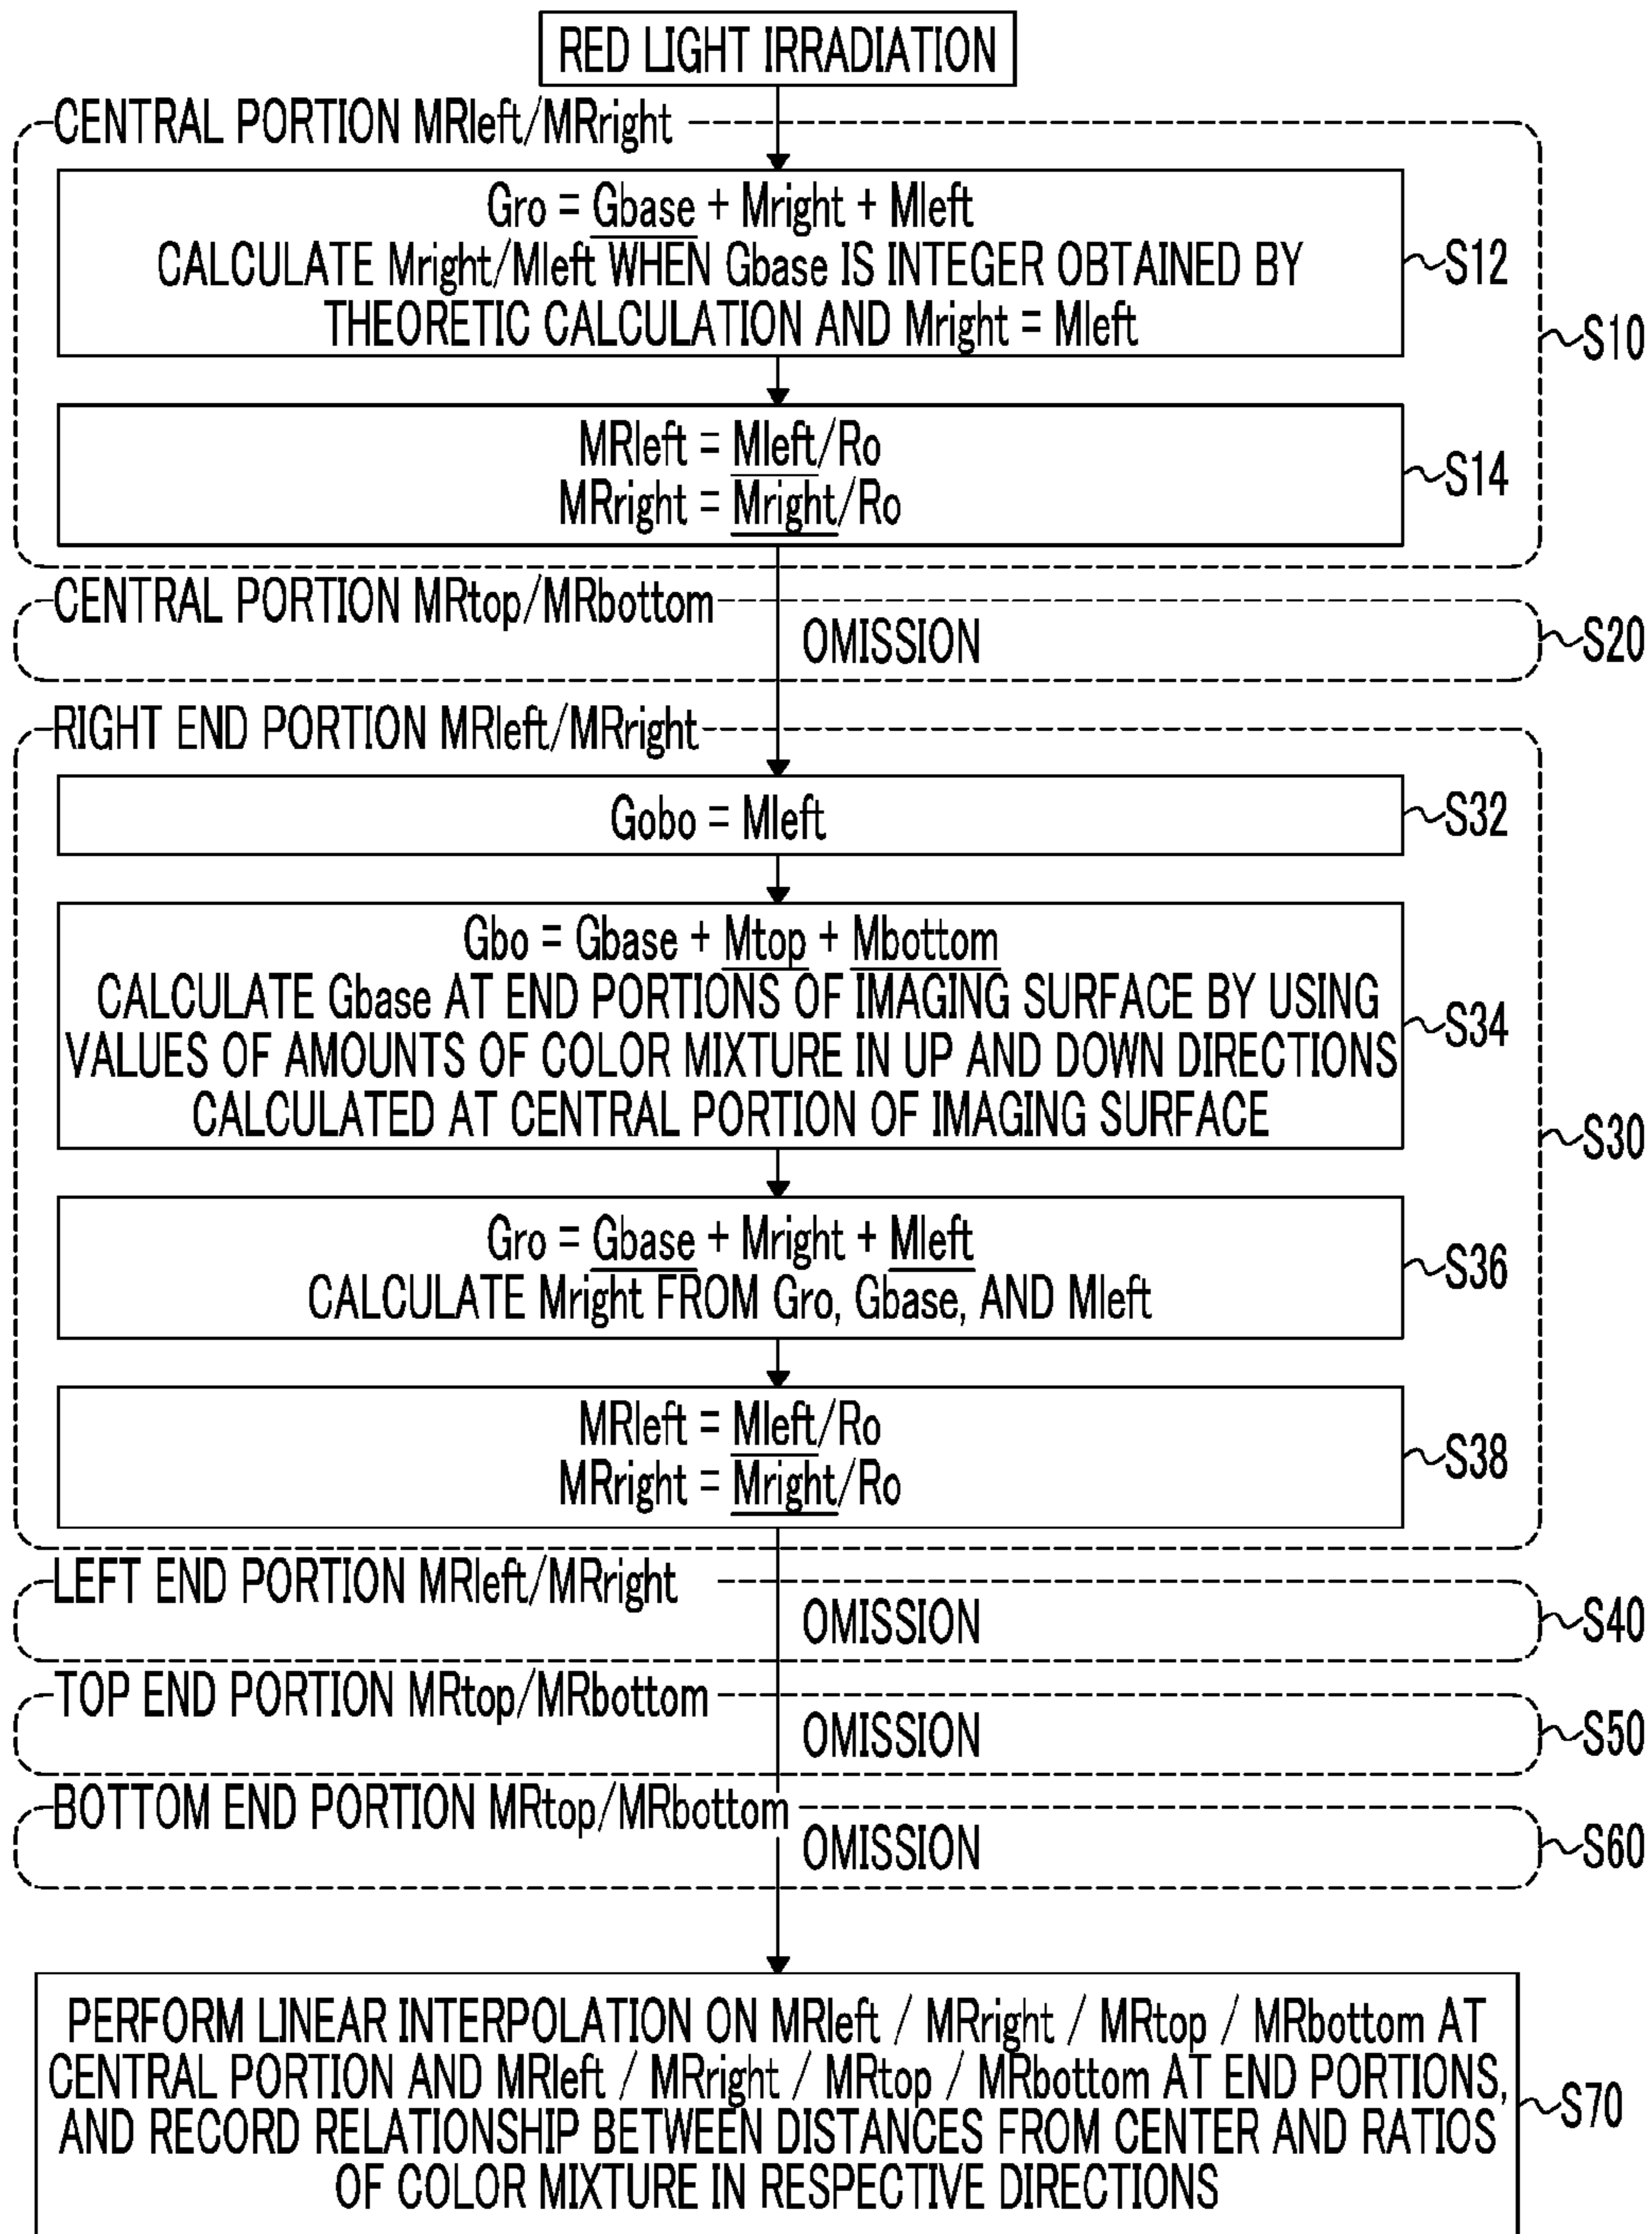 RED LIGHT IRRADIATION
CENTRAL PORTION MRleft/MRright
Gro = Gbase + Mright + Mleft
CALCULATE Mright/Mleft WHEN Gbase IS INTEGER OBTAINED BY
THEORETIC CALCULATION AND Mright = Mleft
S12
S10
MRleft = Mleft/Ro
MRright = Mright/Ro
S14
CENTRAL PORTION MRtop/MRbottom
OMISSION
S20
RIGHT END PORTION MRleft/MRright
Gobo = Mleft
S32
Gbo = Gbase + Mtop + Mbottom
CALCULATE Gbase AT END PORTIONS OF IMAGING SURFACE BY USING
VALUES OF AMOUNTS OF COLOR MIXTURE IN UP AND DOWN DIRECTIONS
CALCULATED AT CENTRAL PORTION OF IMAGING SURFACE
S34
S30
Gro = Gbase + Mright + Mleft
CALCULATE Mright FROM Gro, Gbase, AND Mleft
S36
MRleft = Mleft/Ro
MRright = Mright/Ro
S38
LEFT END PORTION MRleft/MRright
OMISSION
S40
TOP END PORTION MRtop/MRbottom
OMISSION
S50
BOTTOM END PORTION MRtop/MRbottom
OMISSION
S60
PERFORM LINEAR INTERPOLATION ON MRleft / MRright / MRtop / MRbottom AT
CENTRAL PORTION AND MRleft / MRright / MRtop / MRbottom AT END PORTIONS,
AND RECORD RELATIONSHIP BETWEEN DISTANCES FROM CENTER AND RATIOS
OF COLOR MIXTURE IN RESPECTIVE DIRECTIONS
S70